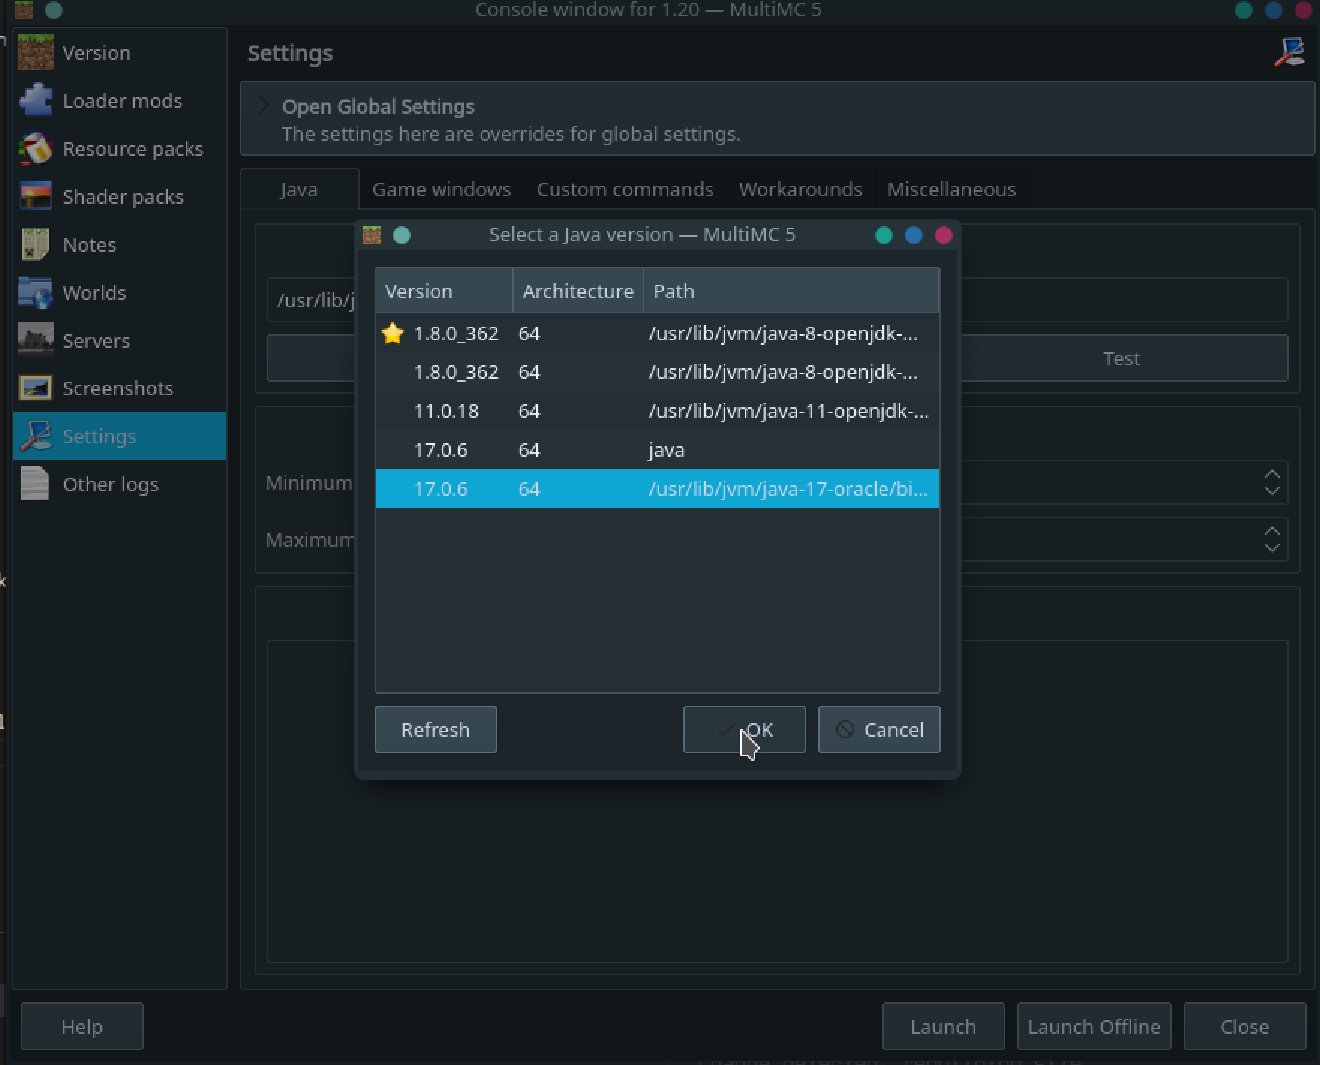 Console window for 1.20 — MultiMC 5
Version
Loader mods
Resource packs
Shader packs
Notes
Worlds
Servers
Screenshots
Settings
Other logs
Settings
Open Global Settings
The settings here are overrides for global settings.
Java Game windows Custom commands Workarounds Miscellaneous
/usr/lib/j
Test
Minimum
Maximum
Select a Java version — MultiMC 5
Version Architecture Path
1.8.0_362 64 /usr/lib/jvm/java-8-openjdk-...
1.8.0_362 64 /usr/lib/jvm/java-8-openjdk-...
11.0.18 64 /usr/lib/jvm/java-11-openjdk-...
17.0.6 64 java
17.0.6 64 /usr/lib/jvm/java-17-oracle/bi...
Refresh OK Cancel
Help Launch Launch Offline Close